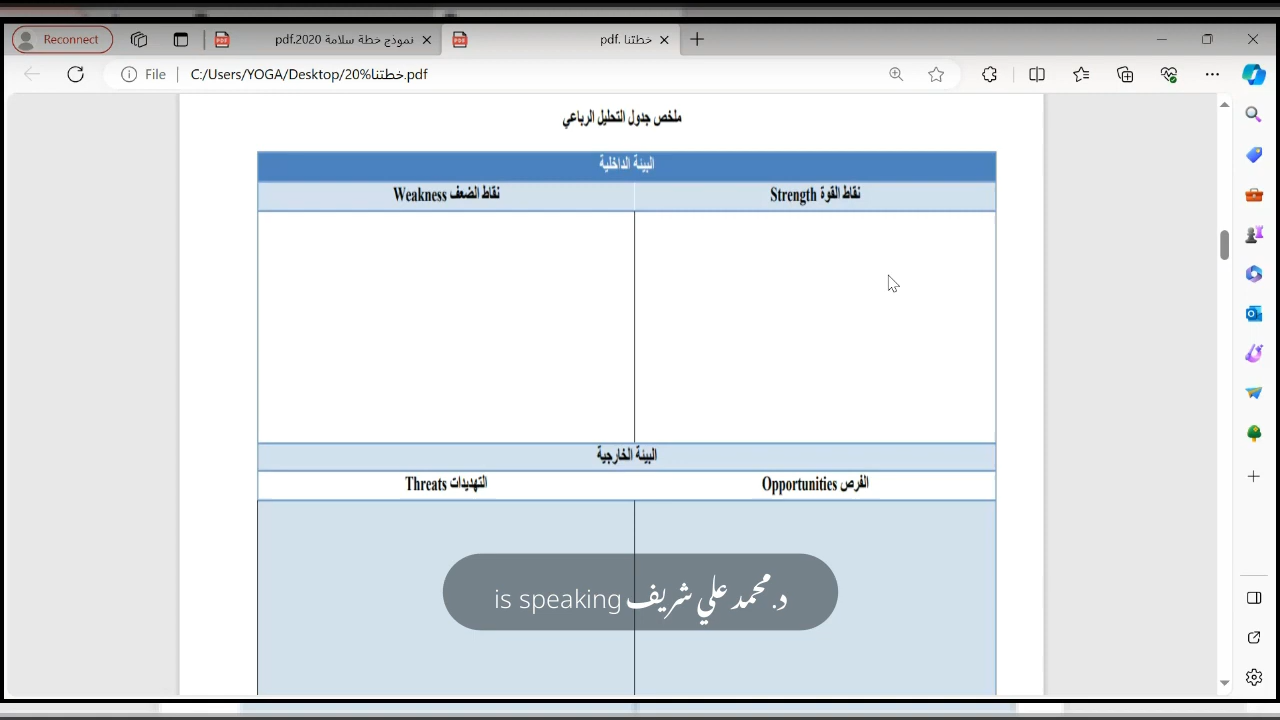 Reconnect
نموذج خطة سلامة 2020.pdf
خطتنا .pdf
File
C:/Users/YOGA/Desktop/20%خطتنا.pdf
ملخص جدول التحليل الرباعي
البيئة الداخلية
نقاط القوة Strength
نقاط الضعف Weakness
البيئة الخارجية
الفرص Opportunities
التهديدات Threats
د.محمد علي شريف is speaking